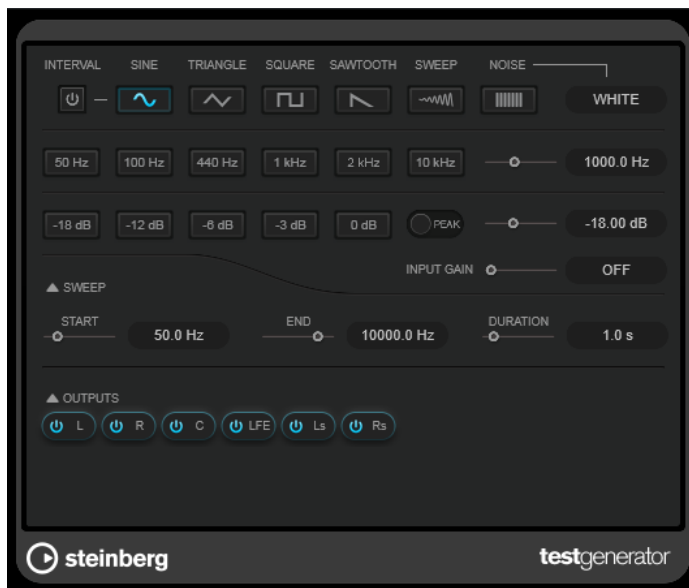 INTERVAL SINE TRIANGLE SQUARE SAWTOOTH SWEEP NOISE
WHITE
50 Hz 100 Hz 440 Hz 1 kHz 2 kHz 10 kHz 1000.0 Hz
-18 dB -12 dB -6 dB -3 dB 0 dB PEAK -18.00 dB
INPUT GAIN OFF
SWEEP
START 50.0 Hz END 10000.0 Hz DURATION 1.0 s
OUTPUTS
L R C LFE Ls Rs
steinberg testgenerator